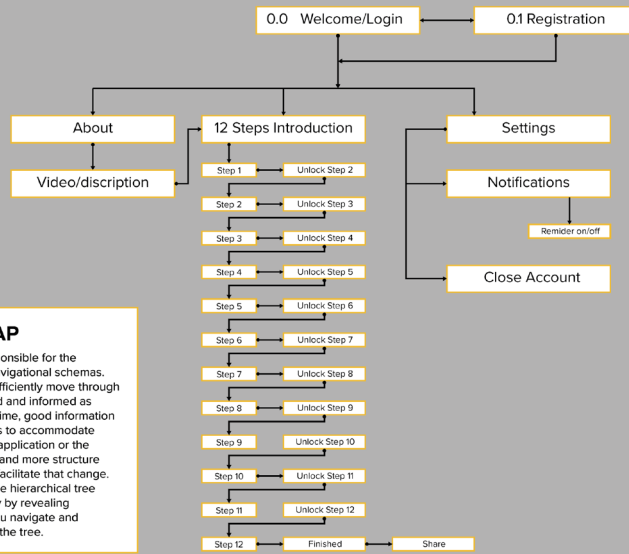 0.0 Welcome/Login
0.1 Registration
About
12 Steps Introduction
Settings
Video/discription
Notifications
Remider on/off
Close Account
Step 1
Unlock Step 2
Step 2
Unlock Step 3
Step 3
Unlock Step 4
Step 4
Unlock Step 5
Step 5
Unlock Step 6
Step 6
Unlock Step 7
Step 7
Unlock Step 8
Step 8
Unlock Step 9
Step 9
Unlock Step 10
Step 10
Unlock Step 11
Step 11
Unlock Step 12
Step 12
Finished
Share
AP
onsible for the
vigational schemas.
fficiently move through
d and informed as
ime, good information
s to accommodate
application or the
and more structure
acilitate that change.
e hierarchical tree
y by revealing
u navigate and
the tree.